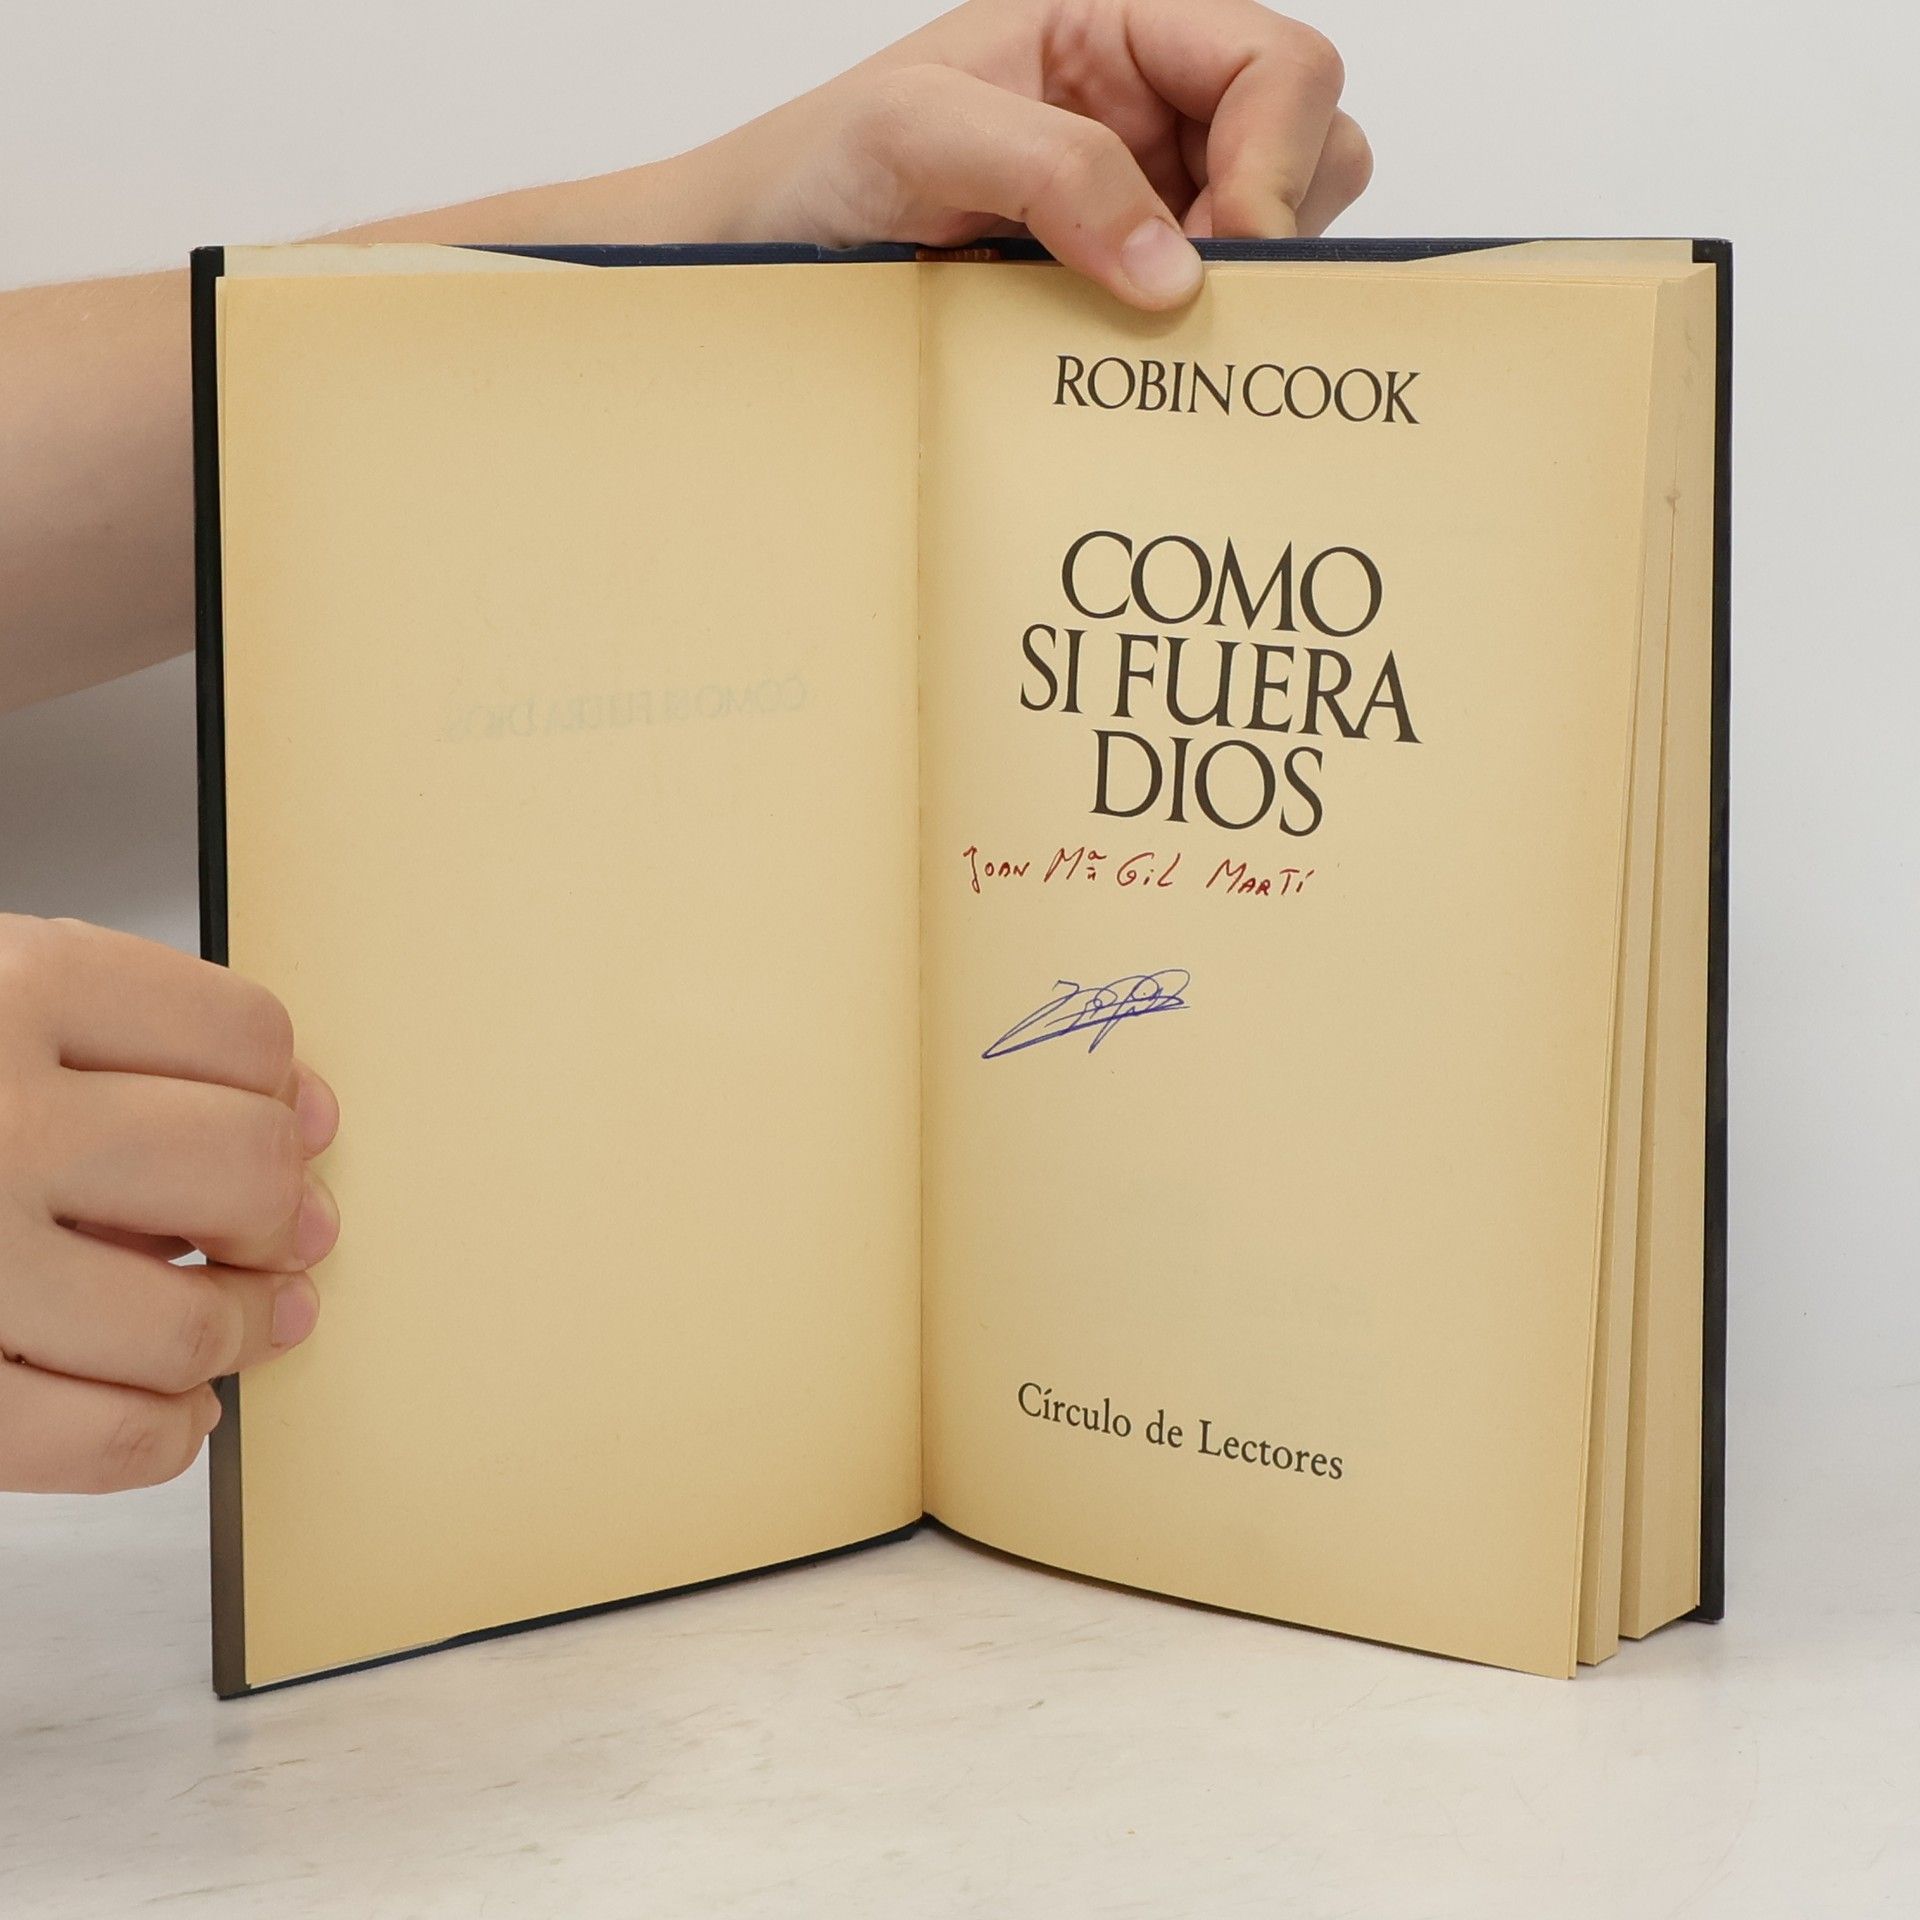 ROBIN COOK
COMO
SI FUERA
DIOS
Joan Mª Gil Martí
Círculo de Lectores